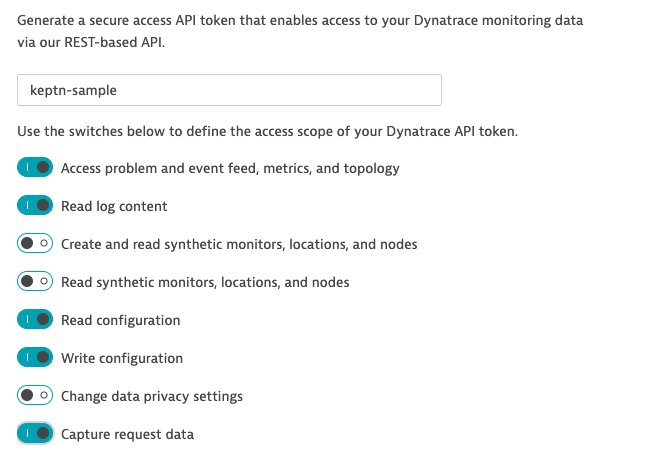 Generate a secure access API token that enables access to your Dynatrace monitoring data
via our REST-based API.
keptn-sample
Use the switches below to define the access scope of your Dynatrace API token.
Access problem and event feed, metrics, and topology
Read log content
Create and read synthetic monitors, locations, and nodes
Read synthetic monitors, locations, and nodes
Read configuration
Write configuration
Change data privacy settings
Capture request data